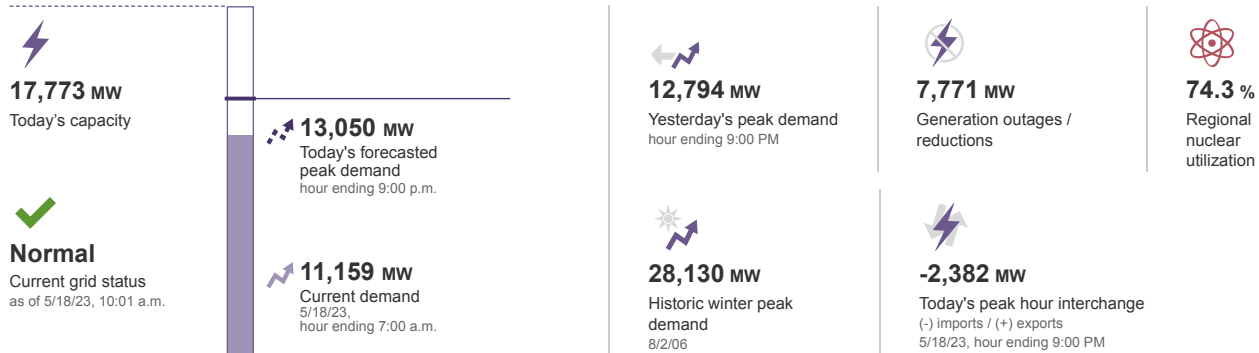 17,773 MW
Today's capacity
Normal
Current grid status
as of 5/18/23, 10:01 a.m.
13,050 MW
Today's forecasted
peak demand
hour ending 9:00 p.m.
11,159 MW
Current demand
5/18/23,
hour ending 7:00 a.m.
12,794 MW
Yesterday's peak demand
hour ending 9:00 PM
7,771 MW
Generation outages /
reductions
74.3 %
Regional
nuclear
utilization
28,130 MW
Historic winter peak
demand
8/2/06
-2,382 MW
Today's peak hour interchange
(-) imports / (+) exports
5/18/23, hour ending 9:00 PM